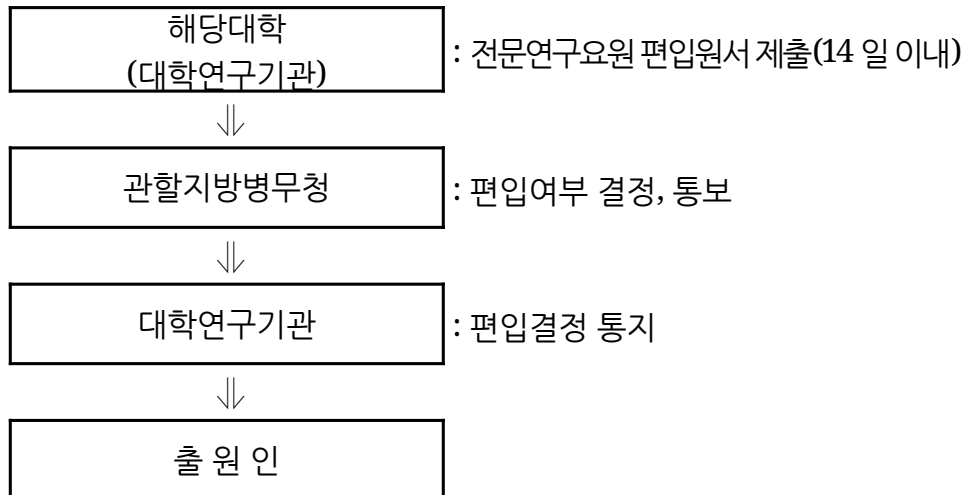 해당대학
(대학연구기관)
: 전문연구요원 편입원서 제출(14 일 이내)
⇓
관할지방병무청
: 편입여부 결정, 통보
⇓
대학연구기관
: 편입결정 통지
⇓
출 원 인